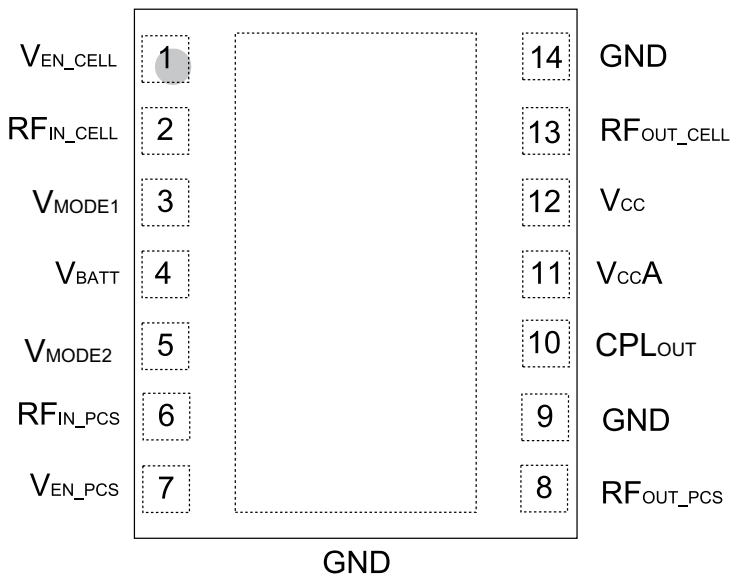 VEN_CELL 1 14 GND
RFIN_CELL 2 13 RFOUT_CELL
VMODE1 3 12 VCC
VBATT 4 11 VCCA
VMODE2 5 10 CPLOUT
RFIN_PCS 6 9 GND
VEN_PCS 7 8 RFOUT_PCS
GND